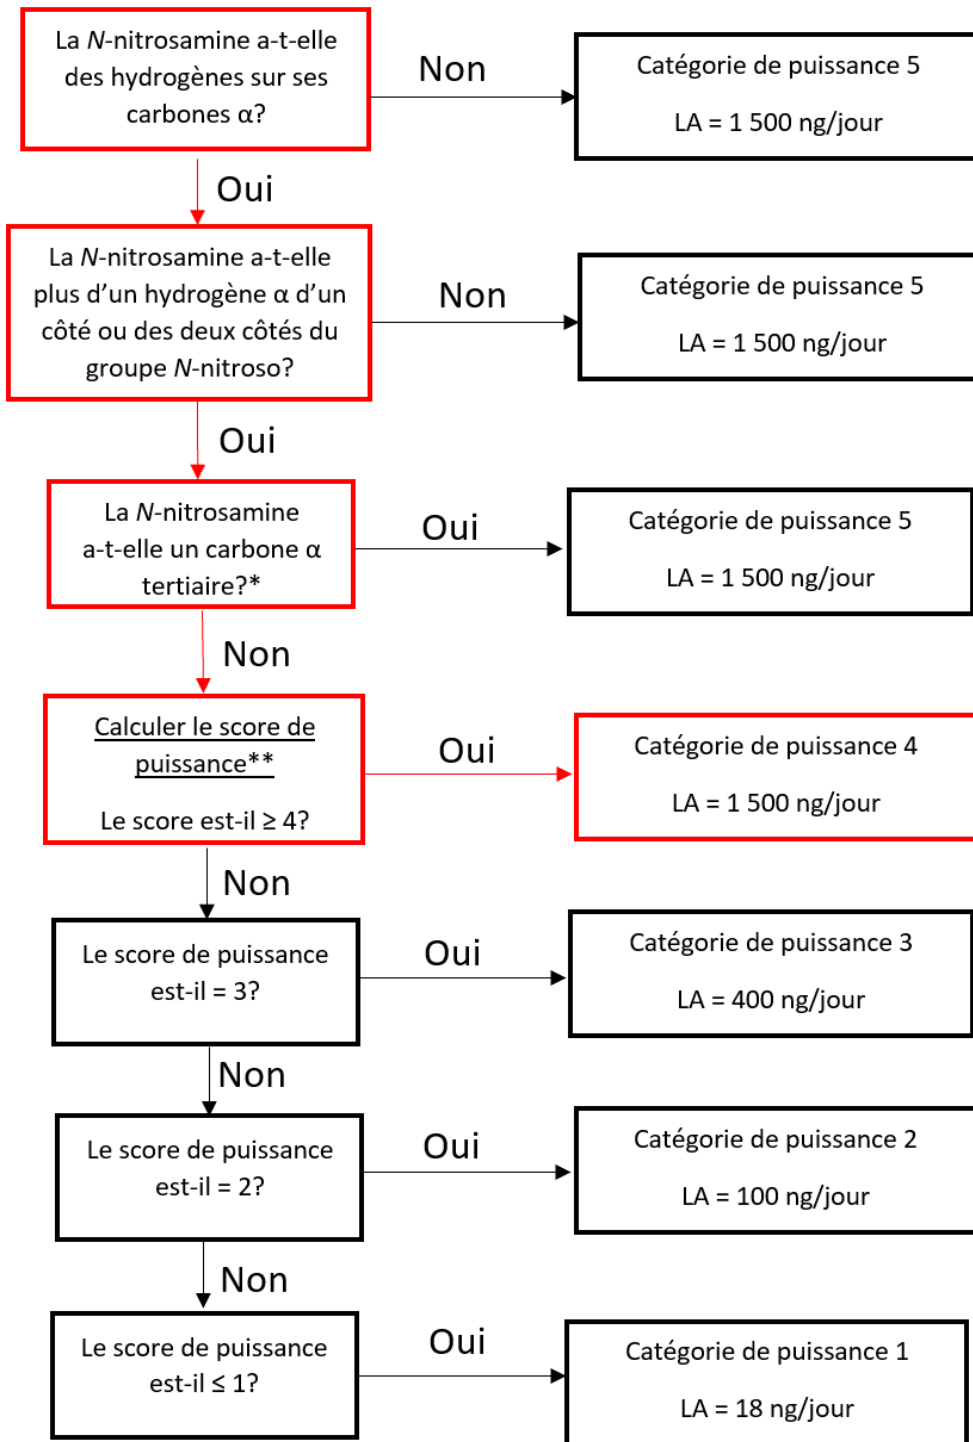 La N-nitrosamine a-t-elle
des hydrogènes sur ses
carbones α?
Non
Catégorie de puissance 5
LA = 1 500 ng/jour
Oui
La N-nitrosamine a-t-elle
plus d’un hydrogène α d’un
côté ou des deux côtés du
groupe N-nitroso?
Non
Catégorie de puissance 5
LA = 1 500 ng/jour
Oui
La N-nitrosamine
a-t-elle un carbone α
tertiaire?*
Oui
Catégorie de puissance 5
LA = 1 500 ng/jour
Non
Calculer le score de
puissance**
Le score est-il ≥ 4?
Oui
Catégorie de puissance 4
LA = 1 500 ng/jour
Non
Le score de puissance
est-il = 3?
Oui
Catégorie de puissance 3
LA = 400 ng/jour
Non
Le score de puissance
est-il = 2?
Oui
Catégorie de puissance 2
LA = 100 ng/jour
Non
Le score de puissance
est-il ≤ 1?
Oui
Catégorie de puissance 1
LA = 18 ng/jour